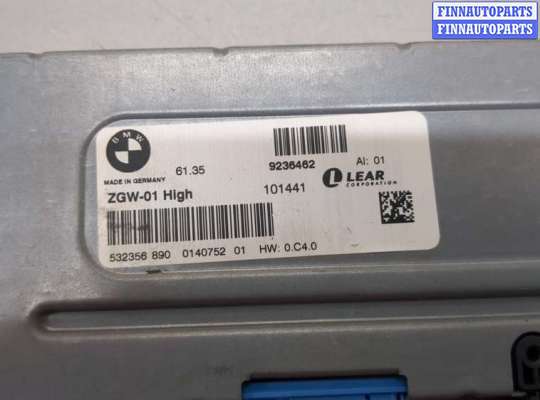 FINNAUTOPARTS
FINNAUTOPARTS
BMW
MADE IN GERMANY
61.35
9236462
AI: 01
ZGW-01 High
101441
LEAR
CORPORATION
532356 890 0140752 01 HW: 0.C4.0